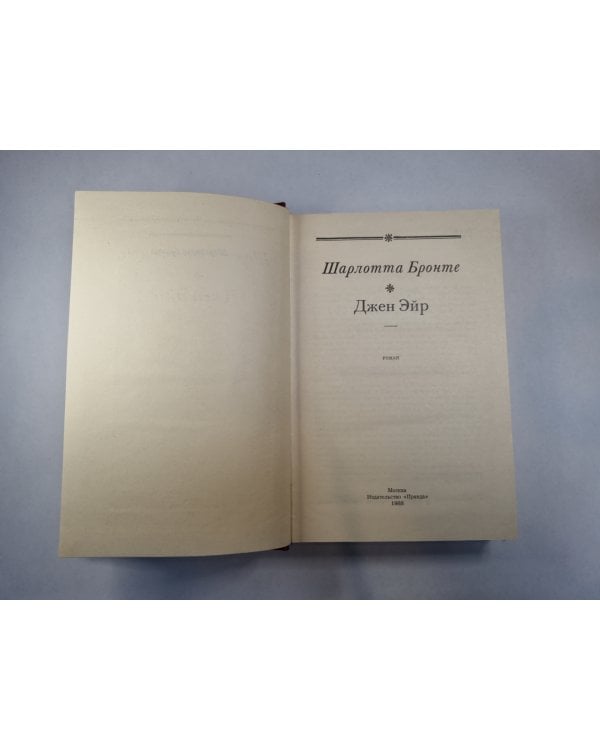 Шарлотта Бронте
Джен Эйр
РОМАН
Москва
Издательство «Правда»
1988